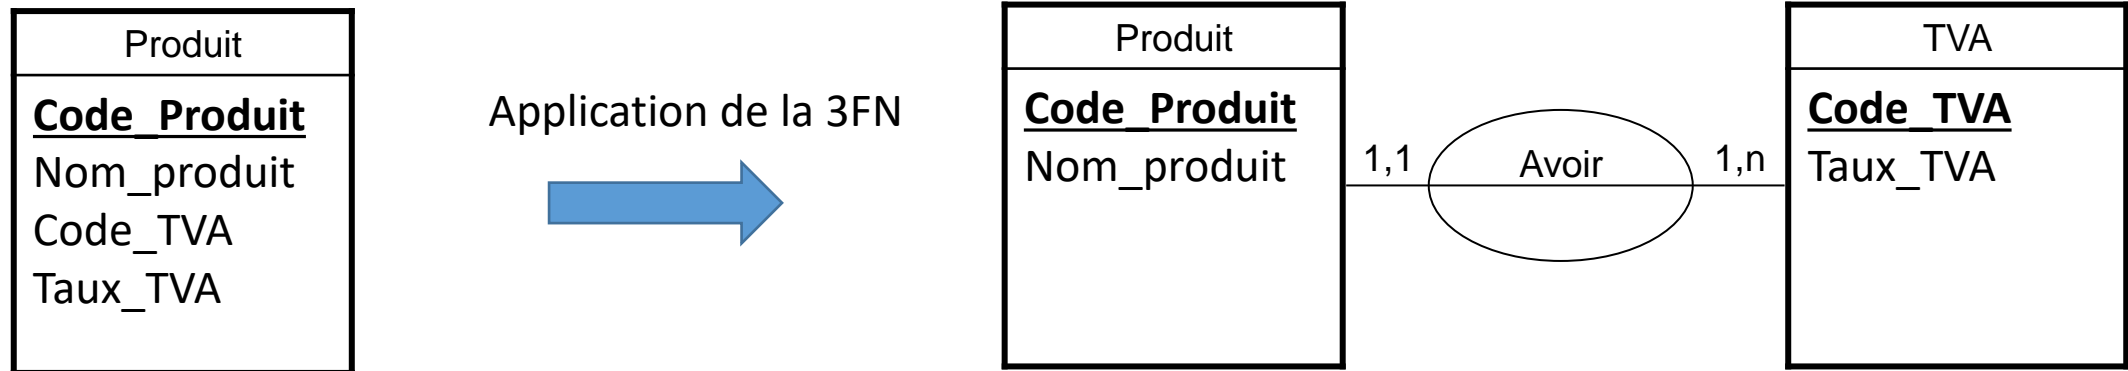 Produit
Code_Produit
Nom_produit
Code_TVA
Taux_TVA
Application de la 3FN
Produit
Code_Produit
Nom_produit
1,1
Avoir
1,n
TVA
Code_TVA
Taux_TVA